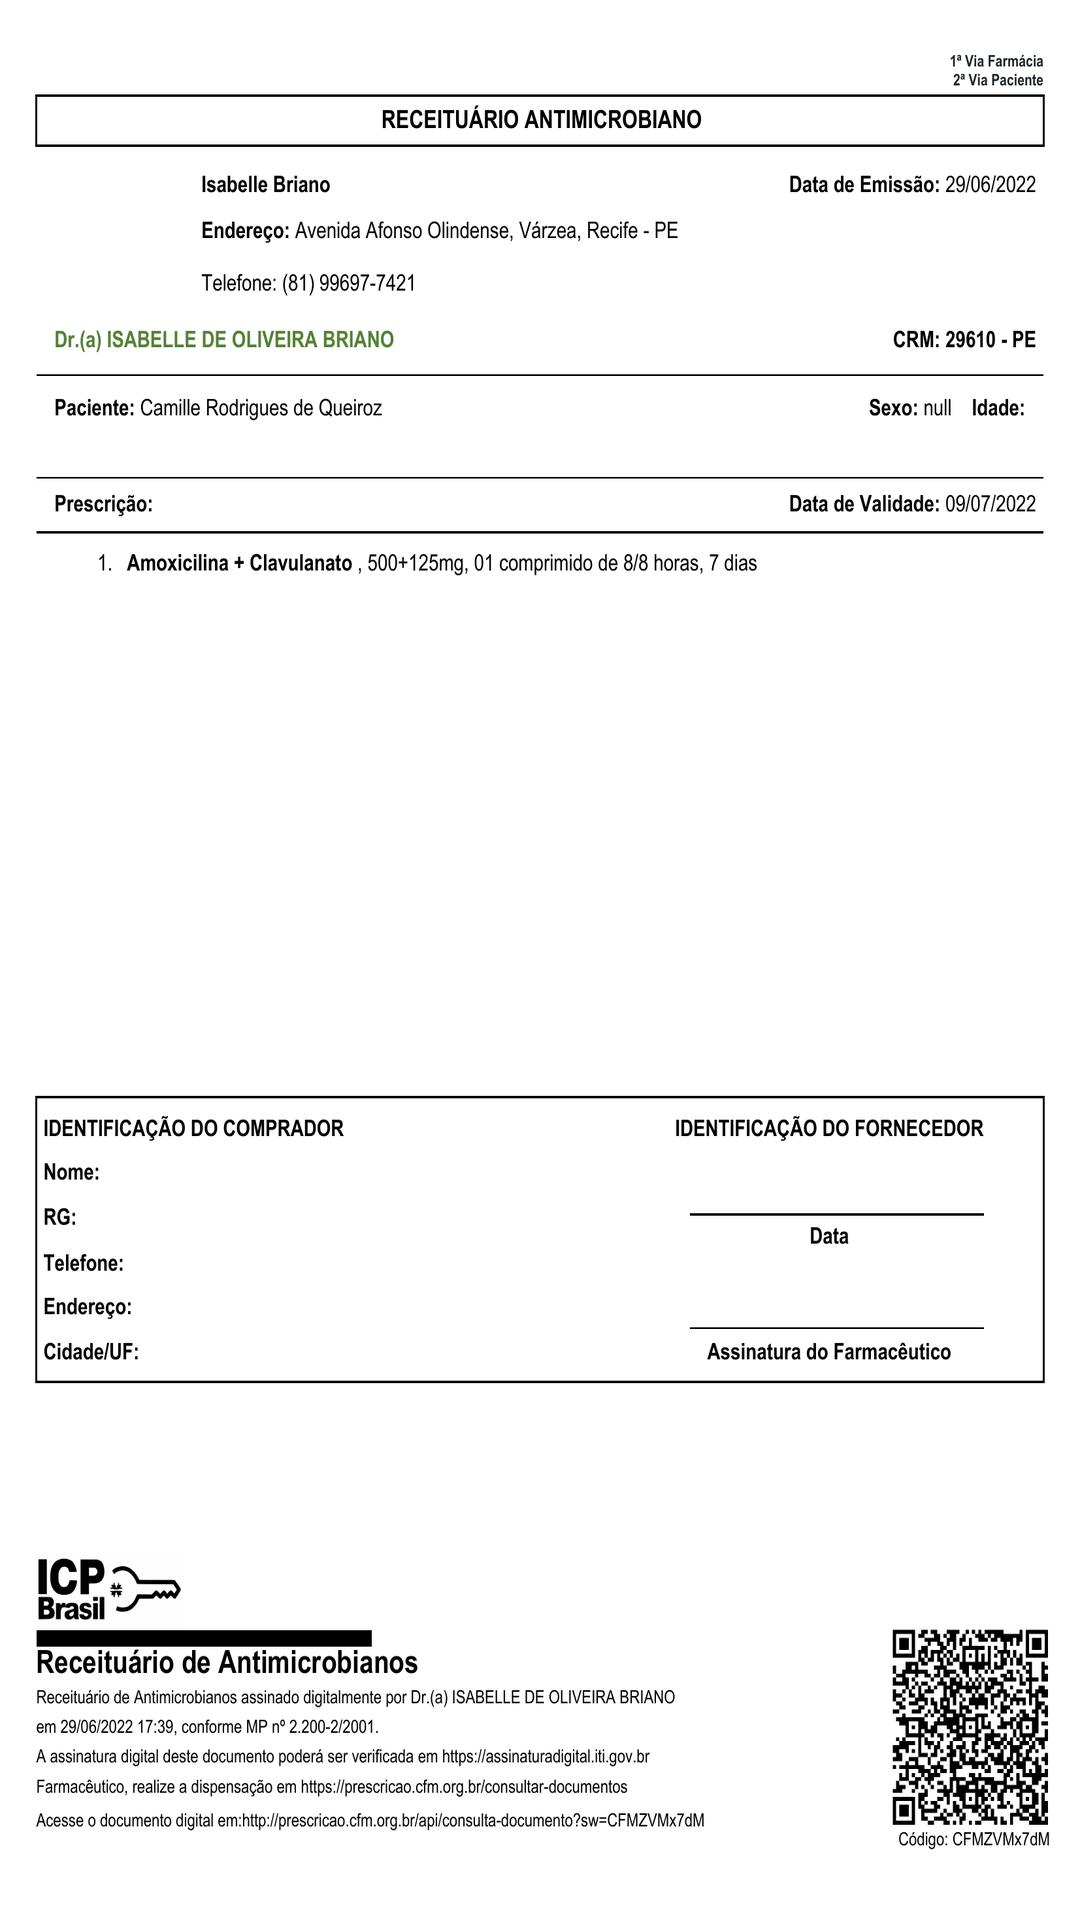 1ª Via Farmácia
2ª Via Paciente
RECEITUÁRIO ANTIMICROBIANO
Isabelle Briano
Data de Emissão: 29/06/2022
Endereço: Avenida Afonso Olindense, Várzea, Recife - PE
Telefone: (81) 99697-7421
Dr.(a) ISABELLE DE OLIVEIRA BRIANO
CRM: 29610 - PE
Paciente: Camille Rodrigues de Queiroz
Sexo: null Idade:
Prescrição:
Data de Validade: 09/07/2022
1. Amoxicilina + Clavulanato , 500+125mg, 01 comprimido de 8/8 horas, 7 dias
IDENTIFICAÇÃO DO COMPRADOR
Nome:
RG:
Telefone:
Endereço:
Cidade/UF:
IDENTIFICAÇÃO DO FORNECEDOR
Data
Assinatura do Farmacêutico
ICP
Brasil
Receituário de Antimicrobianos
Receituário de Antimicrobianos assinado digitalmente por Dr.(a) ISABELLE DE OLIVEIRA BRIANO
em 29/06/2022 17:39, conforme MP nº 2.200-2/2001.
A assinatura digital deste documento poderá ser verificada em https://assinaturadigital.iti.gov.br
Farmacêutico, realize a dispensação em https://prescricao.cfm.org.br/consultar-documentos
Acesse o documento digital em:http://prescricao.cfm.org.br/api/consulta-documento?sw=CFMZVMx7dM
Código: CFMZVMx7dM